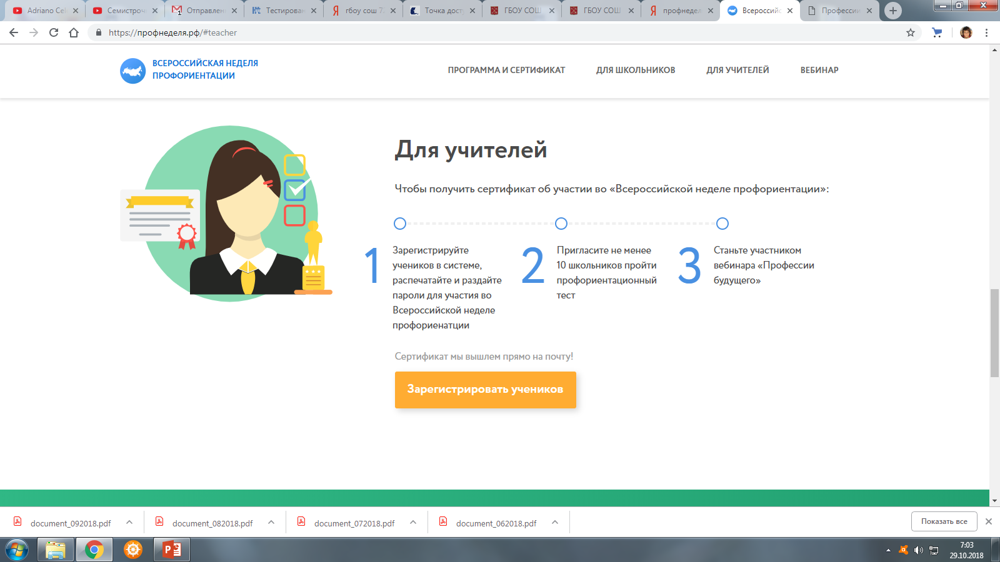 Adriano Cel
Семистроч
Отправлен
Тестирован
гбоу сош 7
Точка дост
ГБОУ СОШ
ГБОУ СОШ
профнедел
Всероссийс
Профессии
https://профнеделя.рф/#teacher
ВСЕРОССИЙСКАЯ НЕДЕЛЯ
ПРОФОРИЕНТАЦИИ
ПРОГРАММА И СЕРТИФИКАТ
ДЛЯ ШКОЛЬНИКОВ
ДЛЯ УЧИТЕЛЕЙ
ВЕБИНАР
Для учителей
Чтобы получить сертификат об участии во «Всероссийской неделе профориентации»:
1
Зарегистрируйте
учеников в системе,
распечатайте и раздайте
пароли для участия во
Всероссийской неделе
профориенатции
2
Пригласите не менее
10 школьников пройти
профориентационный
тест
3
Станьте участником
вебинара «Профессии
будущего»
Сертификат мы вышлем прямо на почту!
Зарегистрировать учеников
document_092018.pdf
document_082018.pdf
document_072018.pdf
document_062018.pdf
Показать все
7:03
29.10.2018